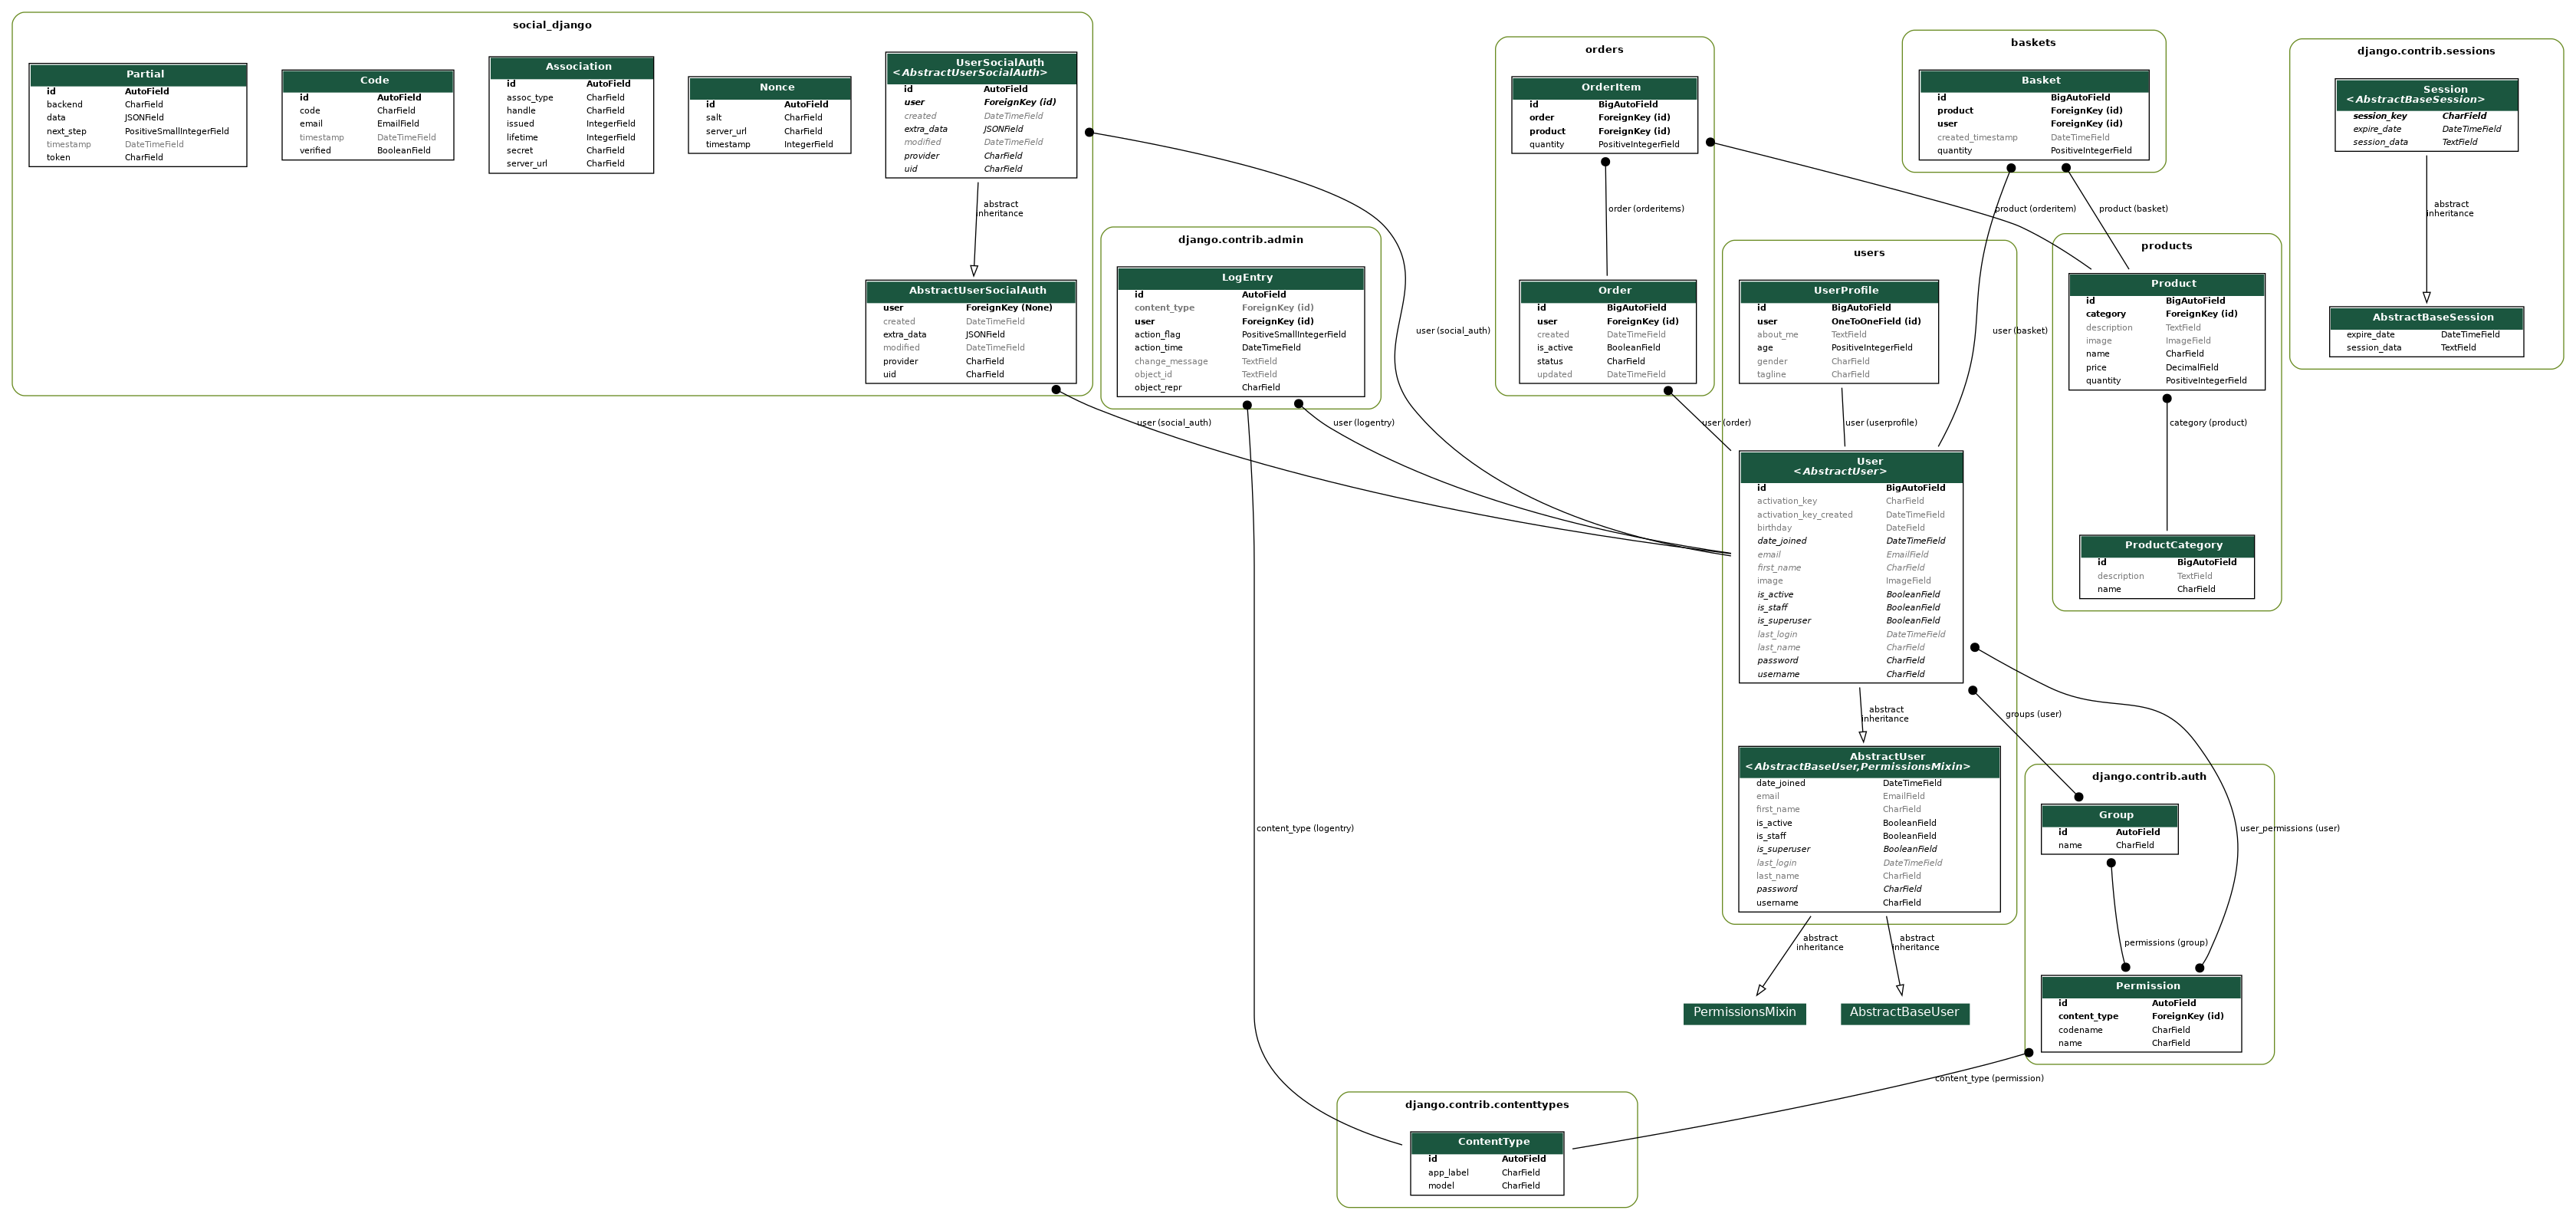 social_django
Partial
id AutoField
backend CharField
data JSONField
next_step PositiveSmallIntegerField
timestamp DateTimeField
token CharField
Code
id AutoField
code CharField
email EmailField
timestamp DateTimeField
verified BooleanField
Association
id AutoField
assoc_type CharField
handle CharField
issued IntegerField
lifetime IntegerField
secret CharField
server_url CharField
Nonce
id AutoField
salt CharField
server_url CharField
timestamp IntegerField
UserSocialAuth
<AbstractUserSocialAuth>
id AutoField
user ForeignKey (id)
created DateTimeField
extra_data JSONField
modified DateTimeField
provider CharField
uid CharField
abstract
inheritance
AbstractUserSocialAuth
user ForeignKey (None)
created DateTimeField
extra_data JSONField
modified DateTimeField
provider CharField
uid CharField
user (social_auth)
user (social_auth)
django.contrib.admin
LogEntry
id AutoField
content_type ForeignKey (id)
user ForeignKey (id)
action_flag PositiveSmallIntegerField
action_time DateTimeField
change_message TextField
object_id TextField
object_repr CharField
user (logentry)
content_type (logentry)
orders
OrderItem
id BigAutoField
order ForeignKey (id)
product ForeignKey (id)
quantity PositiveIntegerField
order (orderitems)
product (orderitem)
Order
id BigAutoField
user ForeignKey (id)
created DateTimeField
is_active BooleanField
status CharField
updated DateTimeField
user (order)
baskets
Basket
id BigAutoField
product ForeignKey (id)
user ForeignKey (id)
created_timestamp DateTimeField
quantity PositiveIntegerField
product (basket)
user (basket)
users
UserProfile
id BigAutoField
user OneToOneField (id)
about_me TextField
age PositiveIntegerField
gender CharField
tagline CharField
user (userprofile)
User
<AbstractUser>
id BigAutoField
activation_key CharField
activation_key_created DateTimeField
birthday DateField
date_joined DateTimeField
email EmailField
first_name CharField
image ImageField
is_active BooleanField
is_staff BooleanField
is_superuser BooleanField
last_login DateTimeField
last_name CharField
password CharField
username CharField
abstract
inheritance
AbstractUser
<AbstractBaseUser,PermissionsMixin>
date_joined DateTimeField
email EmailField
first_name CharField
is_active BooleanField
is_staff BooleanField
is_superuser BooleanField
last_login DateTimeField
last_name CharField
password CharField
username CharField
abstract
inheritance
abstract
inheritance
PermissionsMixin
AbstractBaseUser
products
Product
id BigAutoField
category ForeignKey (id)
description TextField
image ImageField
name CharField
price DecimalField
quantity PositiveIntegerField
category (product)
ProductCategory
id BigAutoField
description TextField
name CharField
django.contrib.sessions
Session
<AbstractBaseSession>
session_key CharField
expire_date DateTimeField
session_data TextField
abstract
inheritance
AbstractBaseSession
expire_date DateTimeField
session_data TextField
groups (user)
user_permissions (user)
django.contrib.auth
Group
id AutoField
name CharField
permissions (group)
Permission
id AutoField
content_type ForeignKey (id)
codename CharField
name CharField
content_type (permission)
django.contrib.contenttypes
ContentType
id AutoField
app_label CharField
model CharField